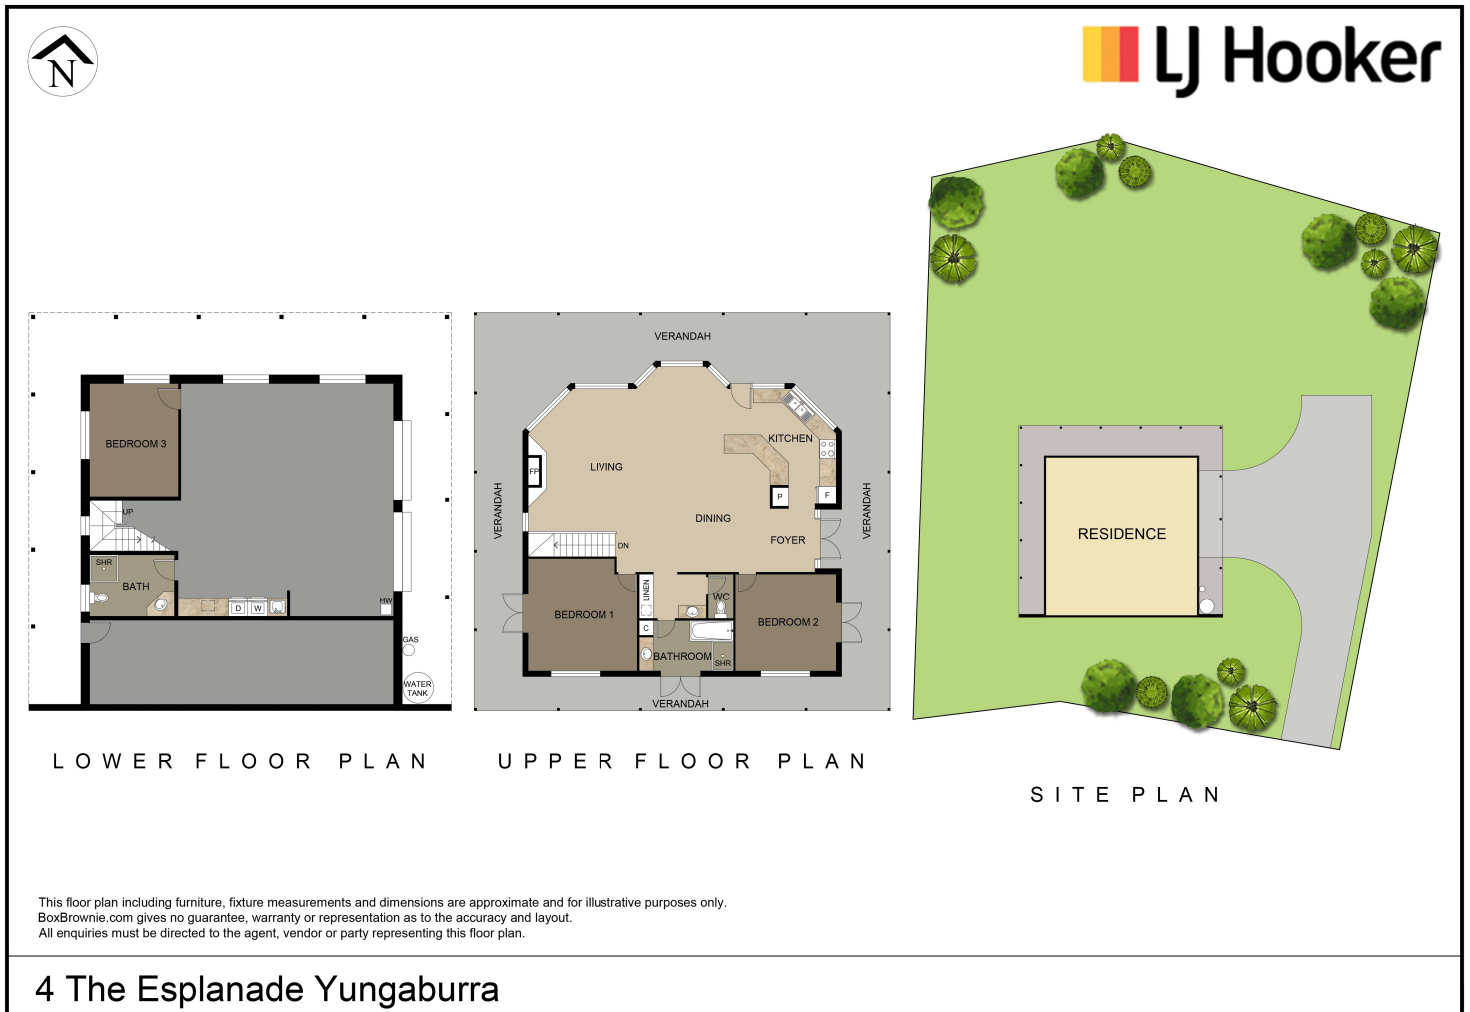 N
LJ Hooker
BEDROOM 3
UP
SHR
BATH
D
W
HW
GAS
WATER
TANK
LOWER FLOOR PLAN
VERANDAH
KITCHEN
LIVING
FP
VERANDAH
P
F
VERANDAH
DINING
FOYER
DN
LINEN
WC
BEDROOM 1
BEDROOM 2
C
BATHROOM
SHR
VERANDAH
UPPER FLOOR PLAN
RESIDENCE
SITE PLAN
This floor plan including furniture, fixture measurements and dimensions are approximate and for illustrative purposes only.
BoxBrownie.com gives no guarantee, warranty or representation as to the accuracy and layout.
All enquiries must be directed to the agent, vendor or party representing this floor plan.
4 The Esplanade Yungaburra